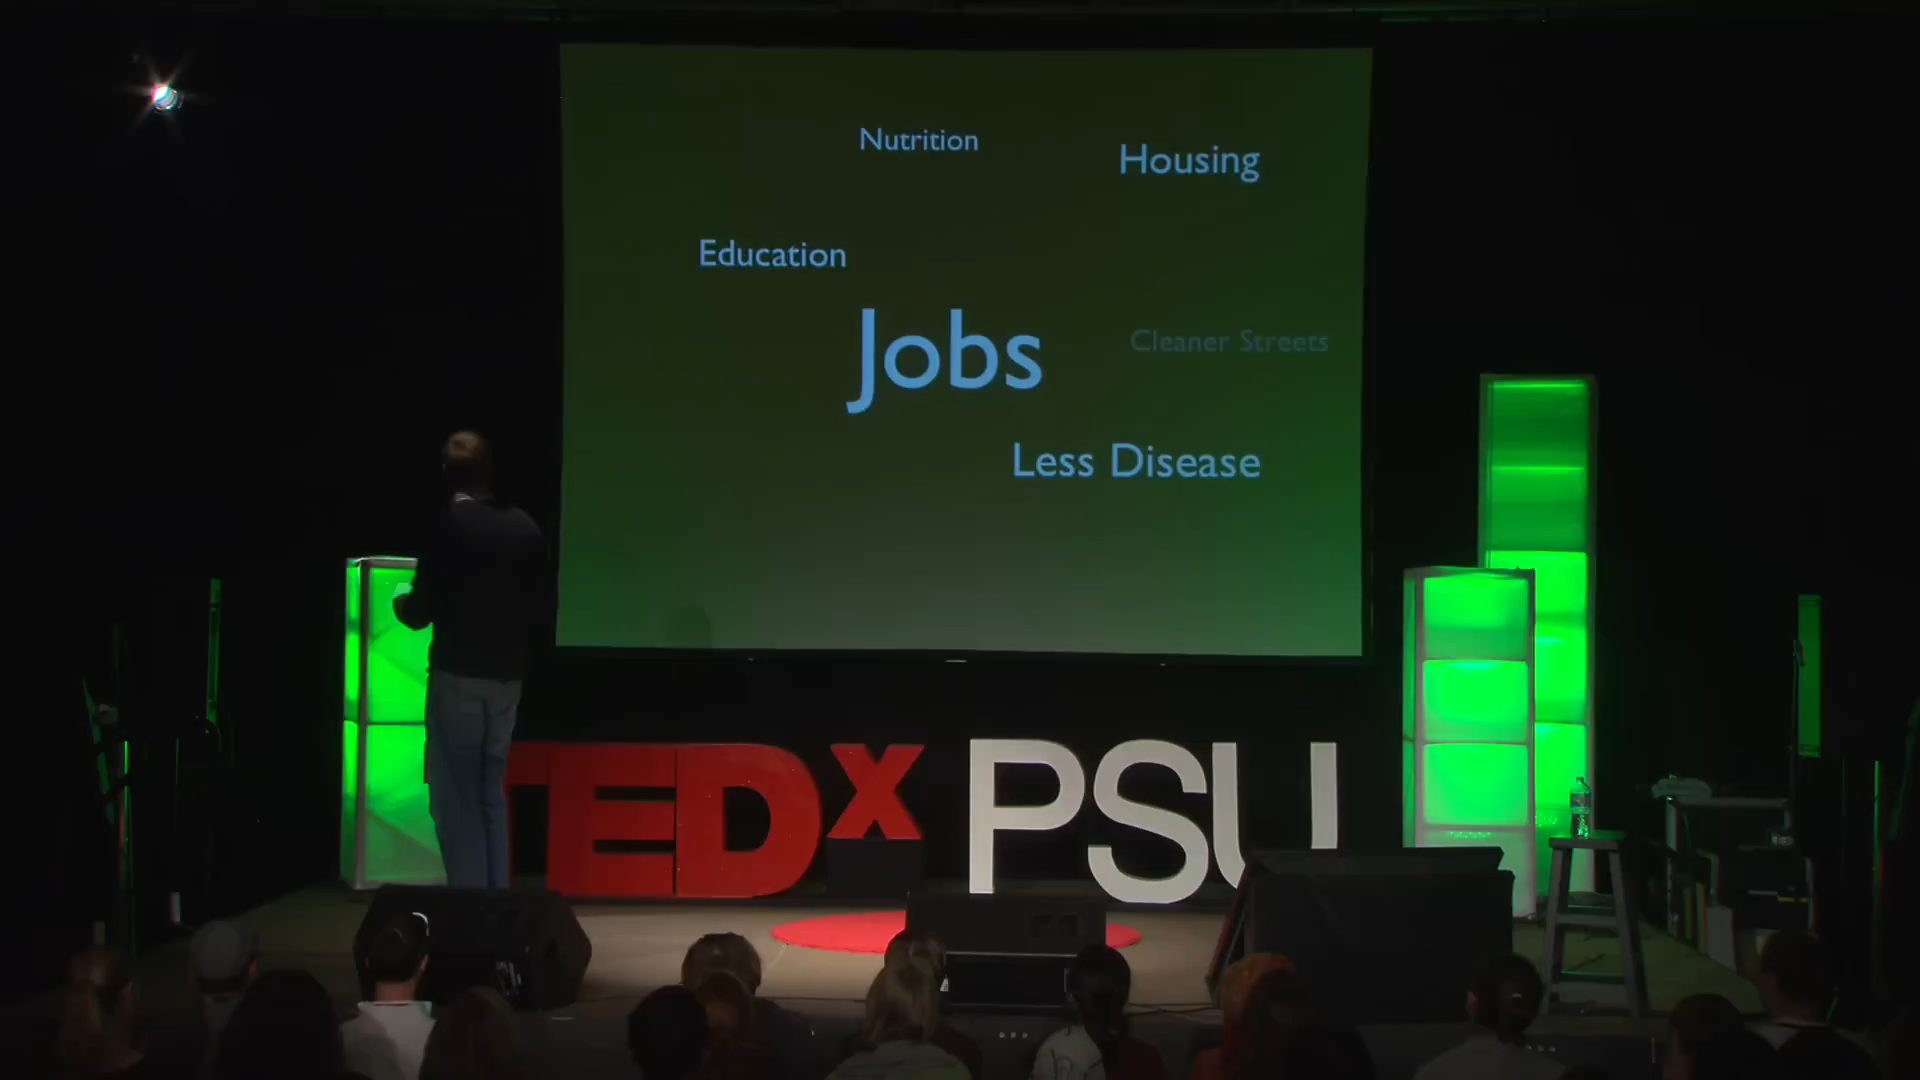 Nutrition
Housing
Education
Jobs
Cleaner Streets
Less Disease
TEDx PSU